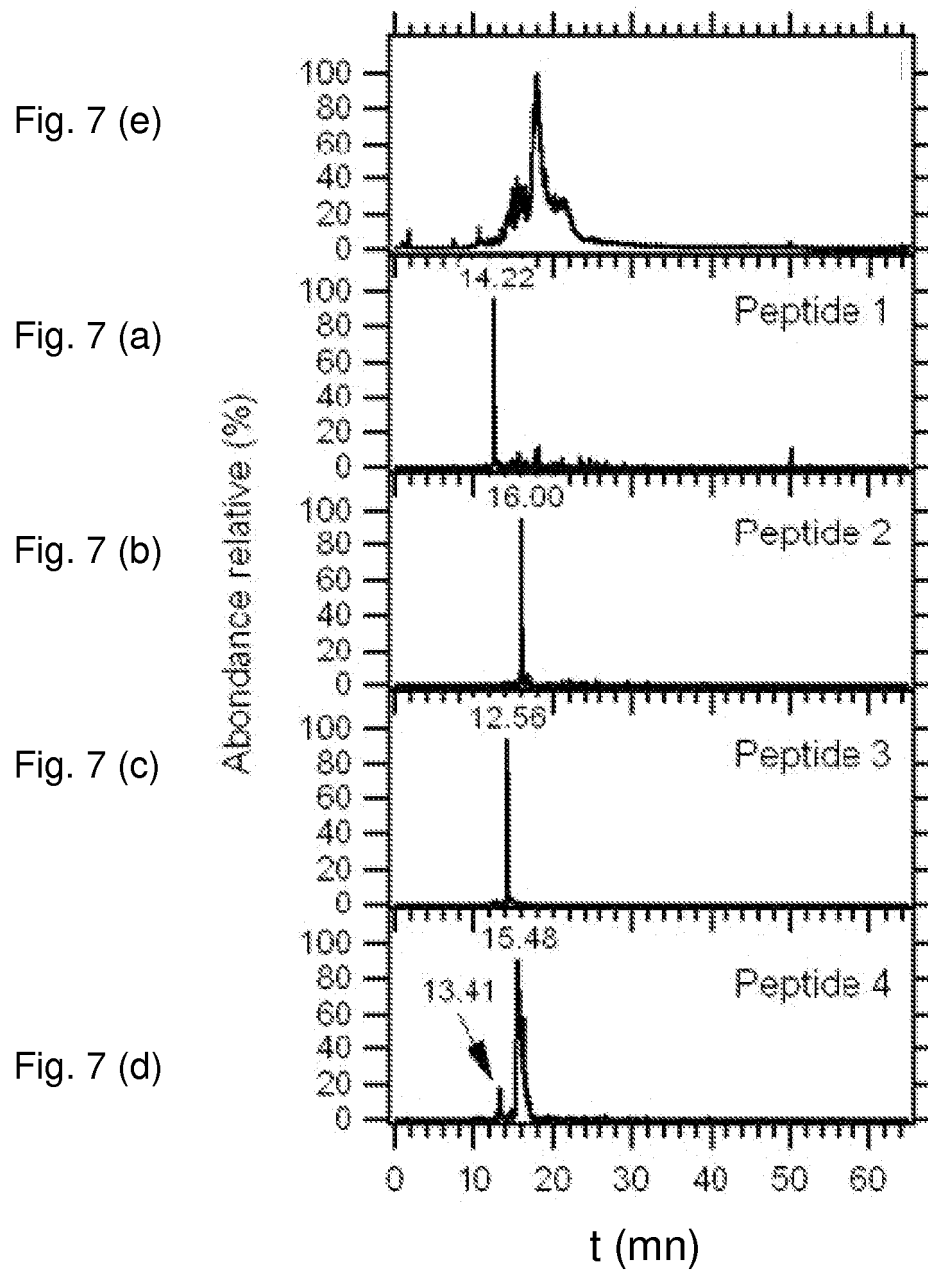 Fig. 7 (e)
100
80
60
40
20
0
Fig. 7 (a)
14.22
Peptide 1
100
80
60
40
20
0
Fig. 7 (b)
16.00
Peptide 2
100
80
60
40
20
0
Fig. 7 (c)
12.56
Peptide 3
100
80
60
40
20
0
Fig. 7 (d)
15.48
13.41
Peptide 4
100
80
60
40
20
0
Abondance relative (%)
0 10 20 30 40 50 60
t (mn)